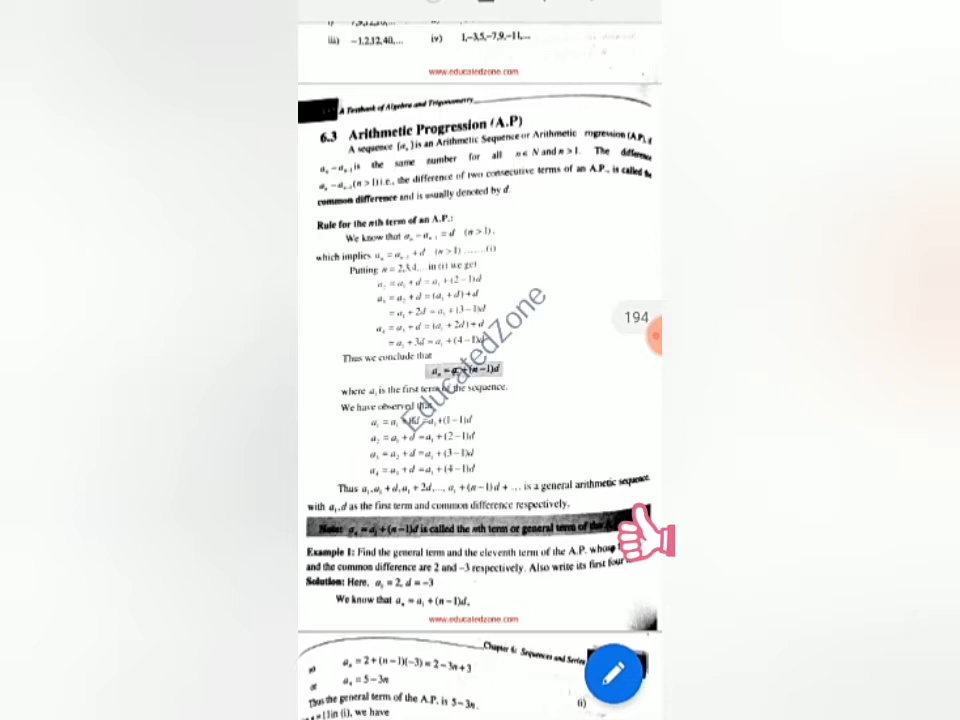 iii) –1,2,12,40,... (iv) 1,–3,5,–7,9,–11,...
www.educatedzone.com
A Textbook of Algebra and Trigonometry
6.3 Arithmetic Progression (A.P)
A sequence {aₙ} is an Arithmetic Sequence or Arithmetic rogression (A.P),
aₙ – aₙ₋₁ is the same number for all n ∈ N and n > 1. The difference
aₙ – aₙ₋₁ (n > 1) i.e., the difference of two consecutive terms of an A.P., is called the
common difference and is usually denoted by d.
Rule for the nth term of an A.P.:
We know that aₙ – aₙ₋₁ = d (n > 1),
which implies aₙ = aₙ₋₁ + d (n > 1) .......(i)
Putting n = 2,3,4,... in (i) we get
a₂ = a₁ + d = a₁ + (2 – 1)d
a₃ = a₂ + d = (a₁ + d) + d
= a₁ + 2d = a₁ + (3 – 1)d
a₄ = a₃ + d = (a₁ + 2d) + d
= a₁ + 3d = a₁ + (4 – 1)d
Thus we conclude that
aₙ = a₁ + (n – 1)d
where a₁ is the first term of the sequence.
We have observed that
a₁ = a₁ + 0d = a₁ + (1 – 1)d
a₂ = a₁ + d = a₁ + (2 – 1)d
a₃ = a₂ + d = a₁ + (3 – 1)d
a₄ = a₃ + d = a₁ + (4 – 1)d
Thus a₁, a₁ + d, a₁ + 2d,..., a₁ + (n – 1)d + ... is a general arithmetic sequence,
with a₁, d as the first term and common difference respectively.
Note: aₙ = a₁ + (n – 1)d is called the nth term or general term of the
Example 1: Find the general term and the eleventh term of the A.P. whose
and the common difference are 2 and –3 respectively. Also write its first four
Solution: Here, a₁ = 2, d = –3
We know that aₙ = a₁ + (n – 1)d,
www.educatedzone.com
EducatedZone
194
Chapter 6: Sequences and Series
so aₙ = 2 + (n – 1)(–3) = 2 – 3n + 3
or aₙ = 5 – 3n (i)
Thus the general term of the A.P. is 5 – 3n.
= 11 in (i), we have